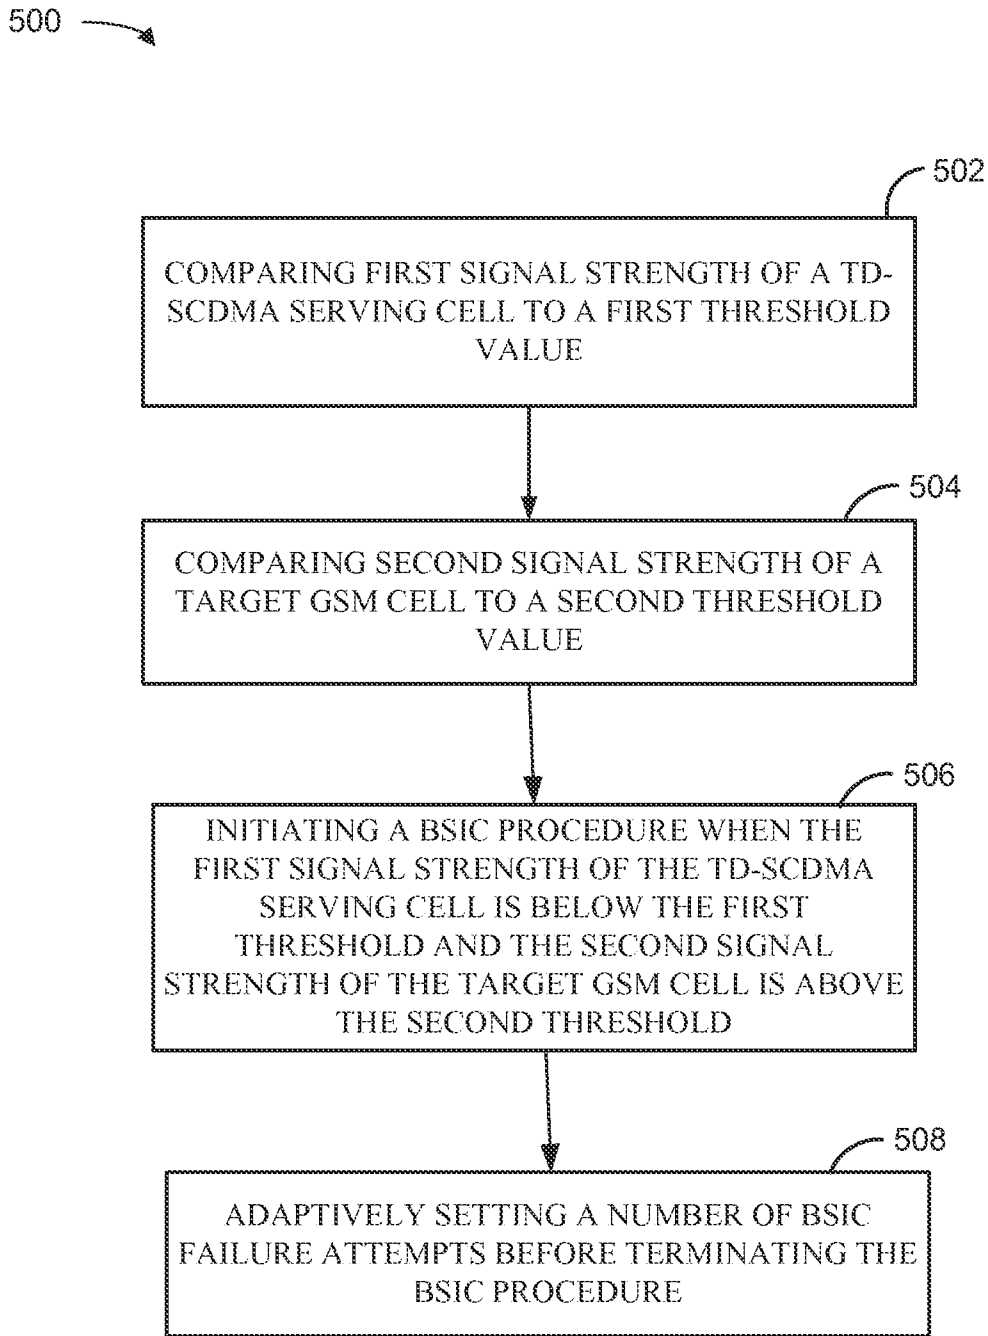 500
502
COMPARING FIRST SIGNAL STRENGTH OF A TD-
SCDMA SERVING CELL TO A FIRST THRESHOLD
VALUE
504
COMPARING SECOND SIGNAL STRENGTH OF A
TARGET GSM CELL TO A SECOND THRESHOLD
VALUE
506
INITIATING A BSIC PROCEDURE WHEN THE
FIRST SIGNAL STRENGTH OF THE TD-SCDMA
SERVING CELL IS BELOW THE FIRST
THRESHOLD AND THE SECOND SIGNAL
STRENGTH OF THE TARGET GSM CELL IS ABOVE
THE SECOND THRESHOLD
508
ADAPTIVELY SETTING A NUMBER OF BSIC
FAILURE ATTEMPTS BEFORE TERMINATING THE
BSIC PROCEDURE